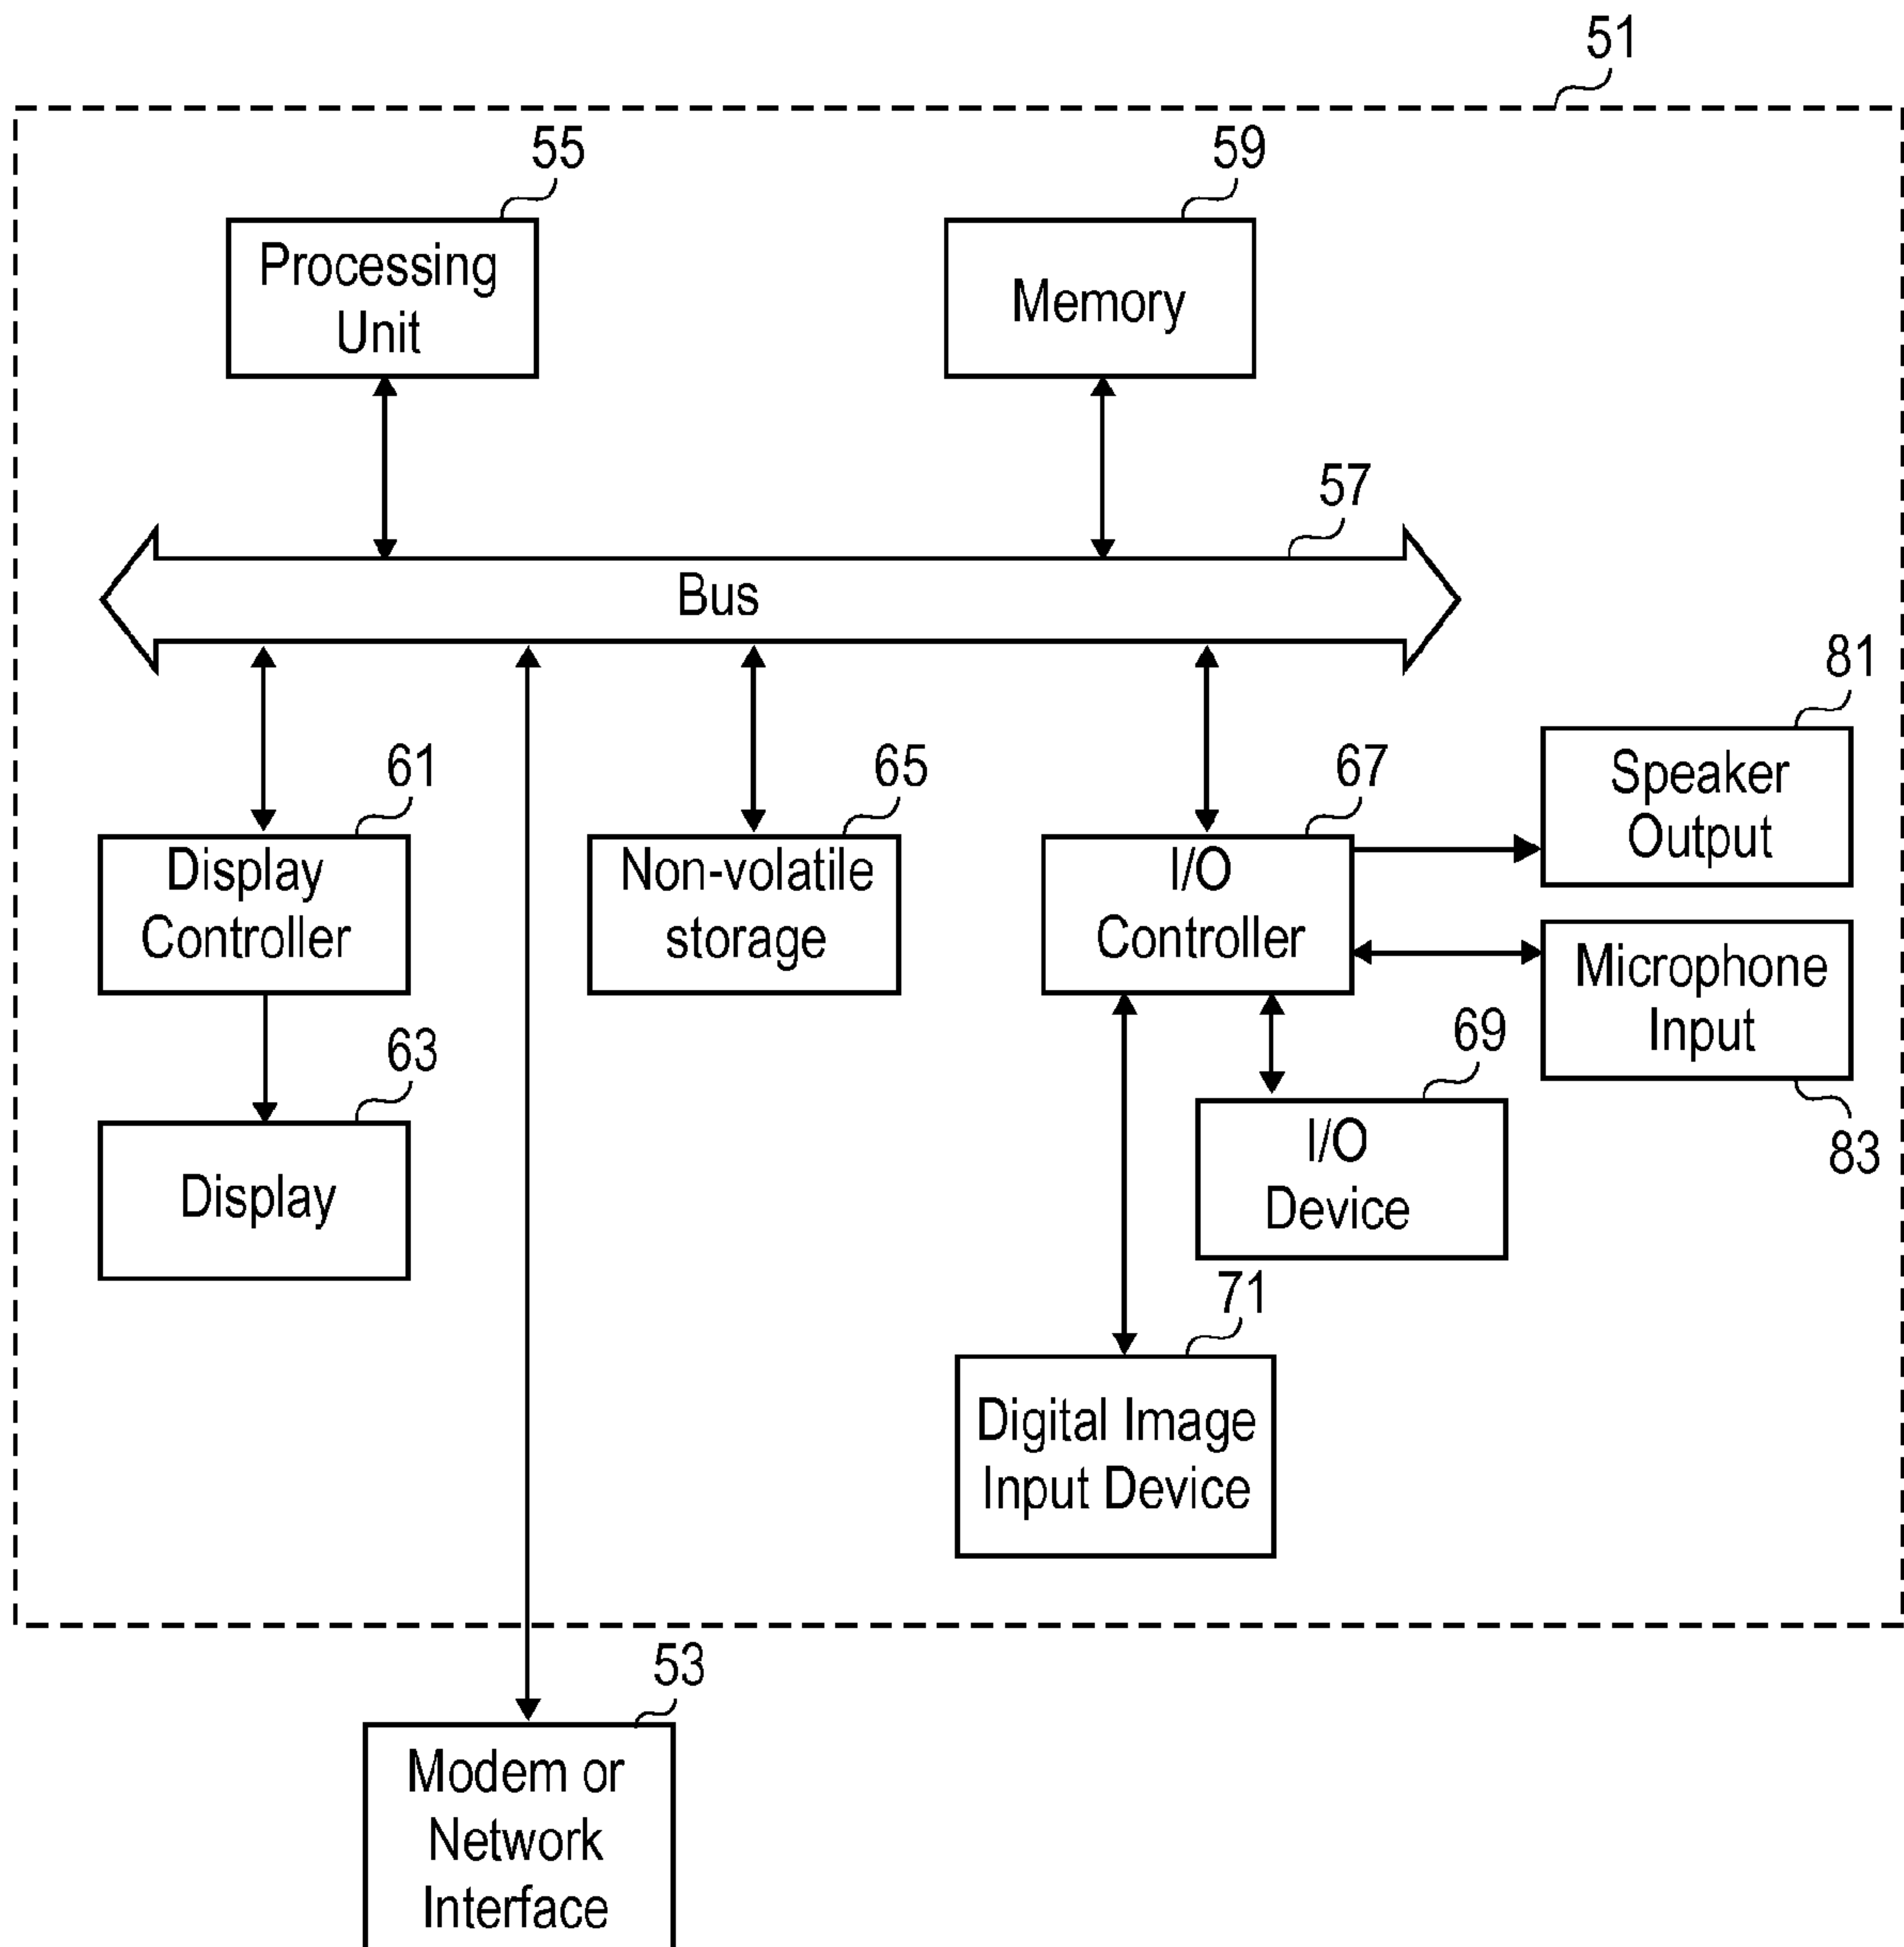 51
55
59
Processing
Unit
Memory
57
Bus
81
61
65
67
Speaker
Output
Display
Controller
Non-volatile
storage
I/O
Controller
Microphone
Input
63
69
83
Display
I/O
Device
71
Digital Image
Input Device
53
Modem or
Network
Interface